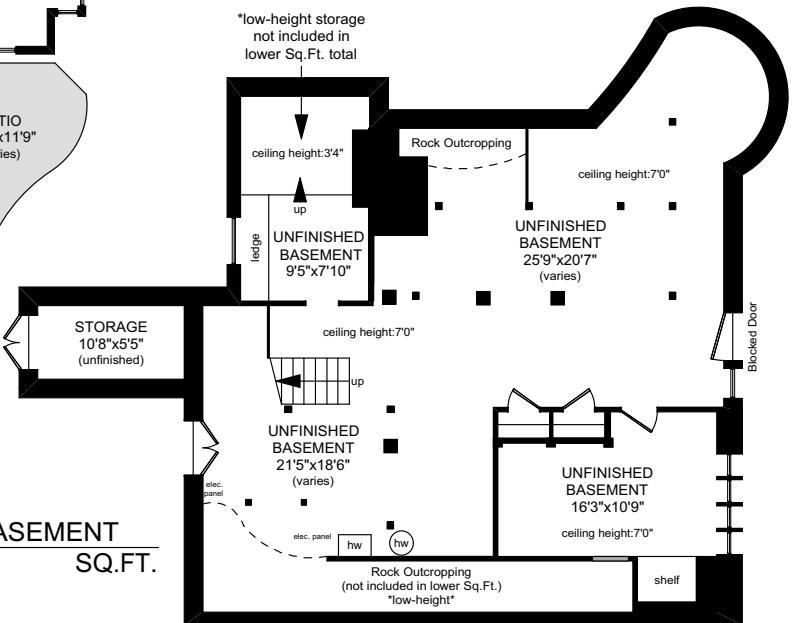 *low-height storage
not included in
lower Sq.Ft. total
TIO
x11'9"
ies)
ceiling height:3'4"
up
ledge
UNFINISHED
BASEMENT
9'5"x7'10"
Rock Outcropping
ceiling height:7'0"
UNFINISHED
BASEMENT
25'9"x20'7"
(varies)
STORAGE
10'8"x5'5"
(unfinished)
ceiling height:7'0"
up
Blocked Door
UNFINISHED
BASEMENT
21'5"x18'6"
(varies)
elec.
panel
UNFINISHED
BASEMENT
16'3"x10'9"
ceiling height:7'0"
elec. panel
hw
hw
ASEMENT
SQ.FT.
Rock Outcropping
(not included in lower Sq.Ft.)
*low-height*
shelf